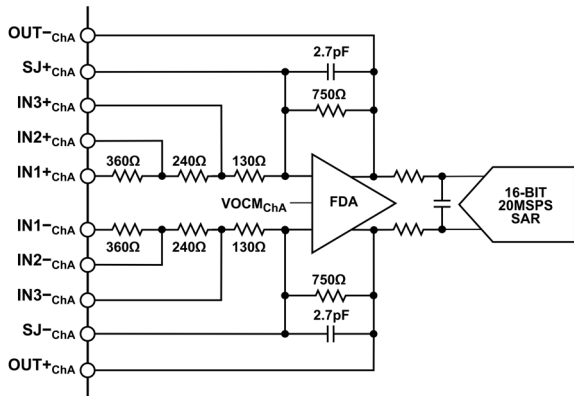 OUT−ChA
2.7pF
SJ+ChA
750Ω
IN3+ChA
IN2+ChA
360Ω 240Ω 130Ω
IN1+ChA
VOCMChA
FDA
16-BIT
20MSPS
SAR
IN1−ChA
360Ω 240Ω 130Ω
IN2−ChA
750Ω
IN3−ChA
2.7pF
SJ−ChA
OUT+ChA